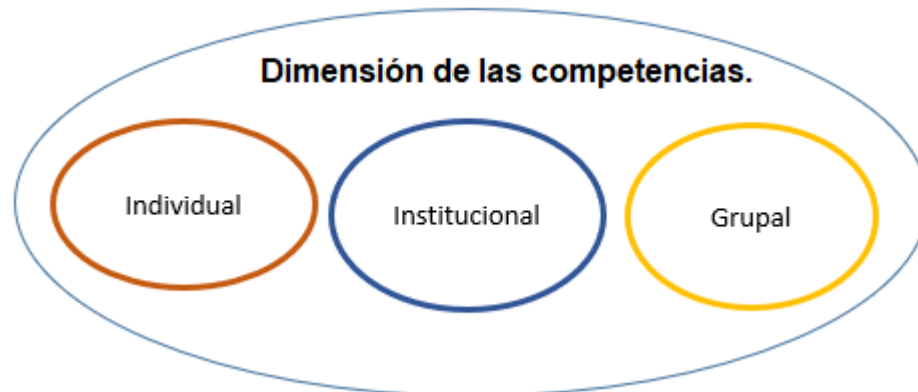 Dimensión de las competencias.
Individual
Institucional
Grupal